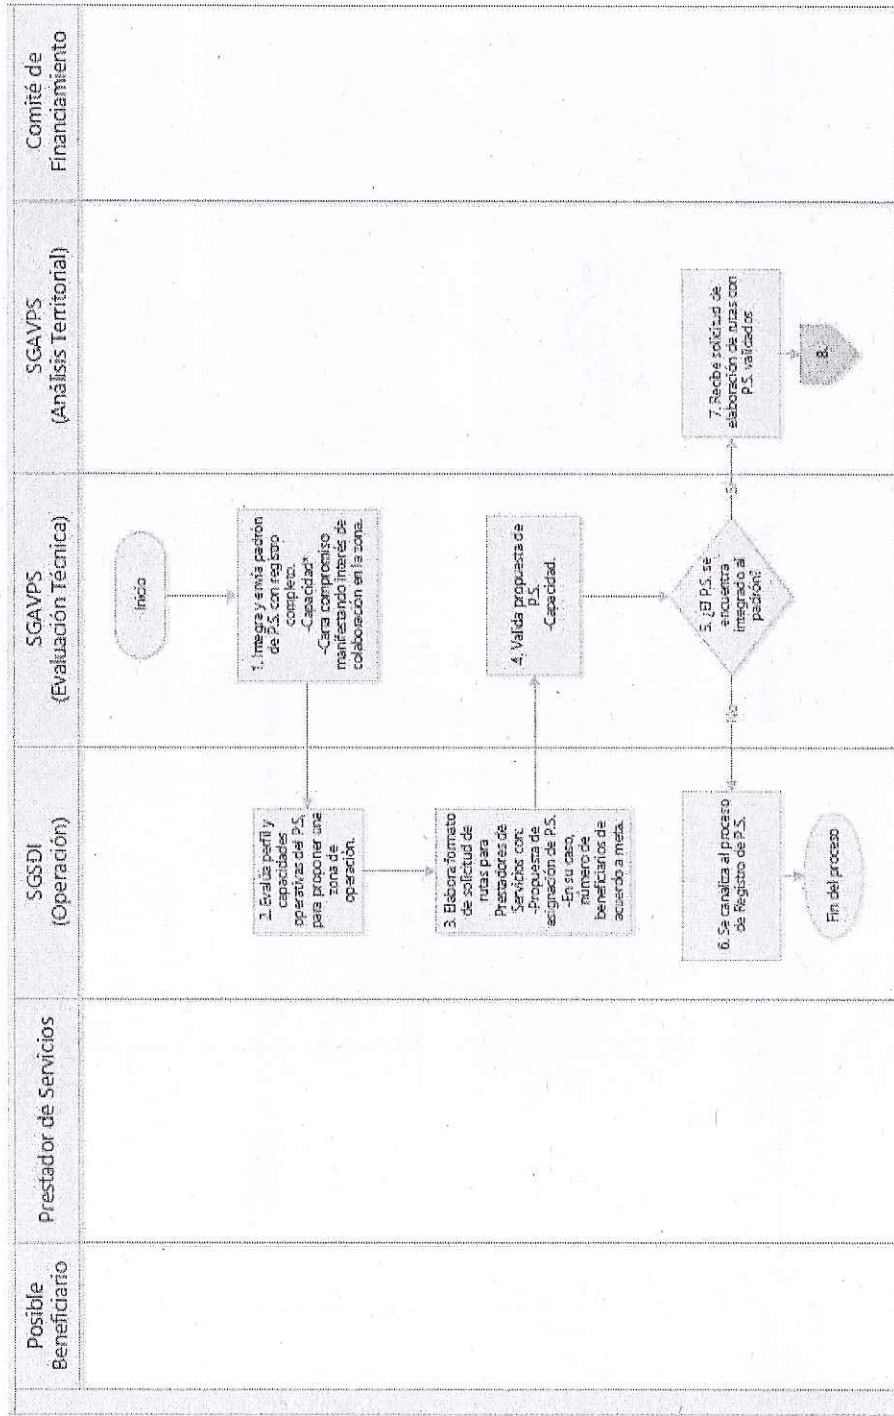 Posible
Beneficiario
Prestador de Servicios
SGSDI
(Operación)
SGAVPS
(Evaluación Técnica)
SGAVPS
(Análisis Territorial)
Comité de
Financiamiento
Inicio
1. Integra y envía padrón
de P.S. con registro
completo.
-Capacidad*
-Carta compromiso
manifestando interés de
colaboración en la zona.
2. Evalúa perfil y
capacidades
operativas del P.S,
para proponer una
zona de
operación.
3. Elabora formato
de solicitud de
rutas para
Prestadores de
Servicios con:
-Propuesta de
asignación de P.S.
-En su caso,
número de
beneficiarios de
acuerdo a meta.
4. Valida propuesta de
P.S.
-Capacidad.
5. ¿El P.S. se
encuentra
integrado al
padrón?
No
Si
6. Se canaliza al proceso
de Registro de P.S.
Fin del proceso
7. Recibe solicitud de
elaboración de rutas con
P.S. validados
8.